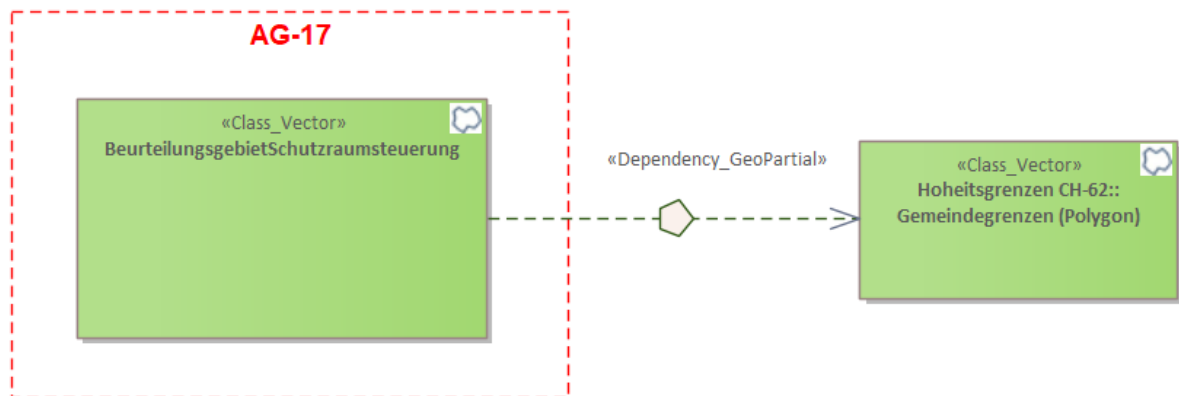 AG-17
«Class_Vector»
BeurteilungsgebietSchutzraumsteuerung
«Dependency_GeoPartial»
«Class_Vector»
Hoheitsgrenzen CH-62::
Gemeindegrenzen (Polygon)